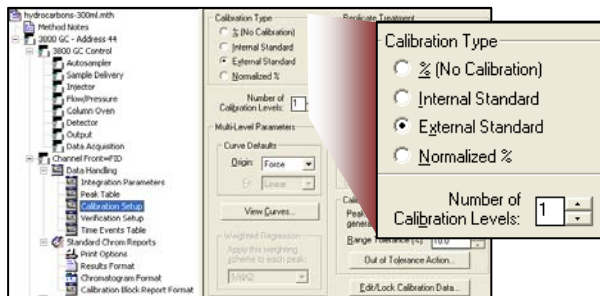 hydrocarbons-300ml.mth
Method Notes
3800 GC - Address 44
3800 GC Control
Autosampler
Sample Delivery
Injector
Flow/Pressure
Column Oven
Detector
Output
Data Acquisition
Channel Front=FID
Data Handling
Integration Parameters
Peak Table
Calibration Setup
Verification Setup
Time Events Table
Standard Chrom Reports
Print Options
Results Format
Chromatogram Format
Calibration Block Report Format
Calibration Type
% (No Calibration)
Internal Standard
External Standard
Normalized %
Number of
Calibration Levels: 1
Multi-Level Parameters
Curve Defaults
Origin: Force
Fit: Linear
View Curves...
Weighted Regression
Apply this weighting
scheme to each peak:
1/nX2
Replicate Treatment
Calibration Type
% (No Calibration)
Internal Standard
External Standard
Normalized %
Number of
Calibration Levels: 1
Peak
Range Tolerance (%): 10.0
Out of Tolerance Action...
Edit/Lock Calibration Data...